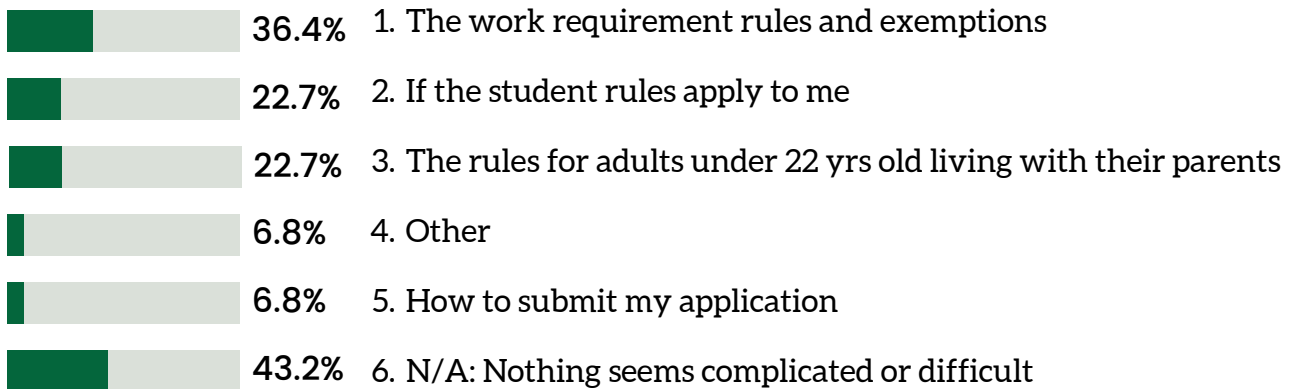 36.4% 1. The work requirement rules and exemptions
22.7% 2. If the student rules apply to me
22.7% 3. The rules for adults under 22 yrs old living with their parents
6.8% 4. Other
6.8% 5. How to submit my application
43.2% 6. N/A: Nothing seems complicated or difficult